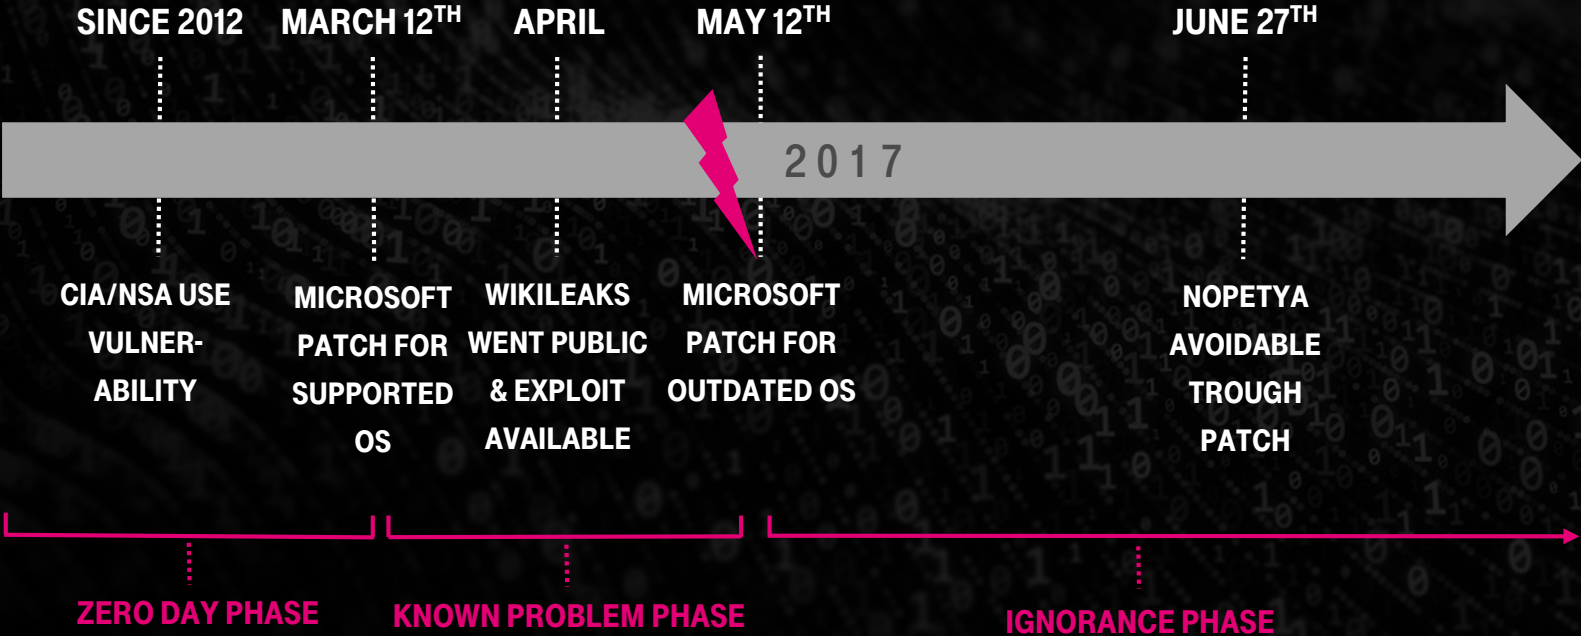 SINCE 2012
MARCH 12TH
APRIL
MAY 12TH
JUNE 27TH
2017
CIA/NSA USE
VULNER-
ABILITY
MICROSOFT
PATCH FOR
SUPPORTED
OS
WIKILEAKS
WENT PUBLIC
& EXPLOIT
AVAILABLE
MICROSOFT
PATCH FOR
OUTDATED OS
NOPETYA
AVOIDABLE
TROUGH
PATCH
ZERO DAY PHASE
KNOWN PROBLEM PHASE
IGNORANCE PHASE